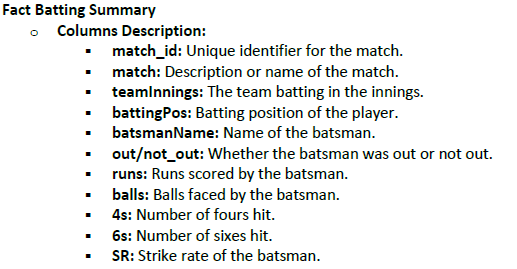 Fact Batting Summary
o Columns Description:
▪ match_id: Unique identifier for the match.
▪ match: Description or name of the match.
▪ teamInnings: The team batting in the innings.
▪ battingPos: Batting position of the player.
▪ batsmanName: Name of the batsman.
▪ out/not_out: Whether the batsman was out or not out.
▪ runs: Runs scored by the batsman.
▪ balls: Balls faced by the batsman.
▪ 4s: Number of fours hit.
▪ 6s: Number of sixes hit.
▪ SR: Strike rate of the batsman.